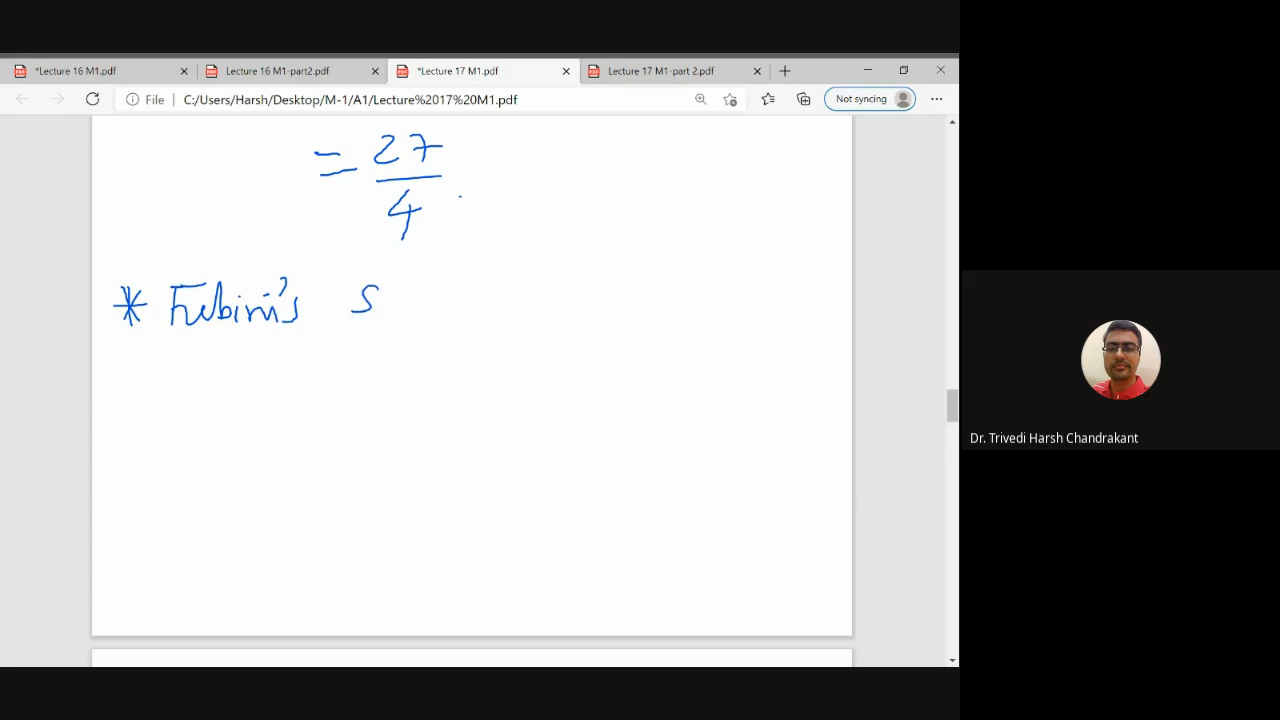 *Lecture 16 M1.pdf
Lecture 16 M1-part2.pdf
*Lecture 17 M1.pdf
Lecture 17 M1-part 2.pdf
File | C:/Users/Harsh/Desktop/M-1/A1/Lecture%2017%20M1.pdf
Not syncing
= 27
4
* Fubini's S
Dr. Trivedi Harsh Chandrakant